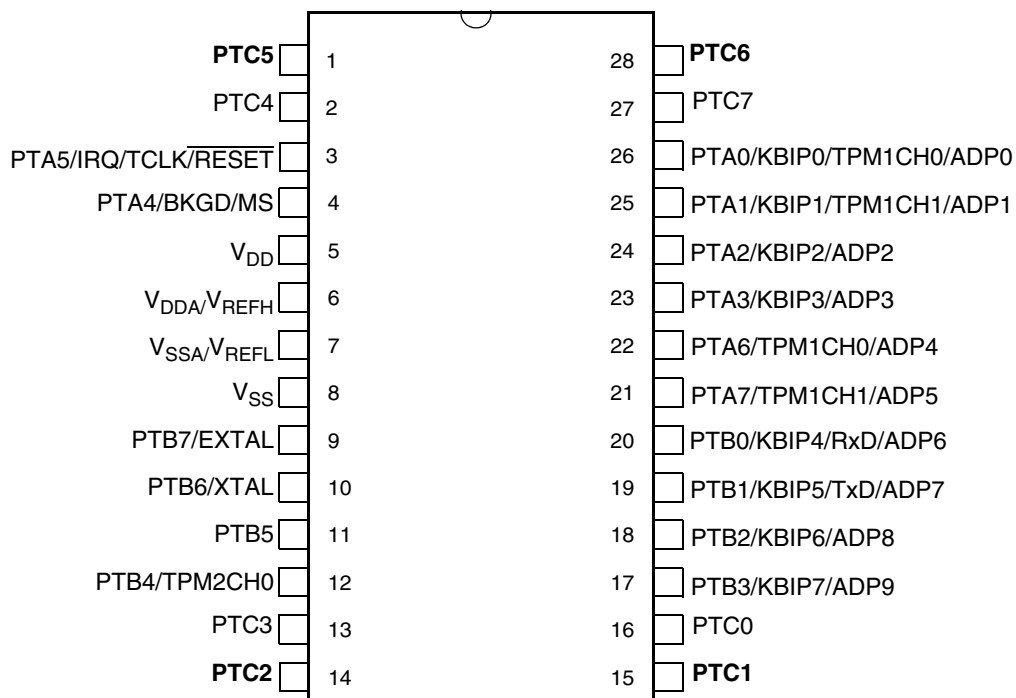 PTC5 1 28 PTC6
PTC4 2 27 PTC7
PTA5/IRQ/TCLK/RESET 3 26 PTA0/KBIP0/TPM1CH0/ADP0
PTA4/BKGD/MS 4 25 PTA1/KBIP1/TPM1CH1/ADP1
VDD 5 24 PTA2/KBIP2/ADP2
VDDA/VREFH 6 23 PTA3/KBIP3/ADP3
VSSA/VREFL 7 22 PTA6/TPM1CH0/ADP4
VSS 8 21 PTA7/TPM1CH1/ADP5
PTB7/EXTAL 9 20 PTB0/KBIP4/RxD/ADP6
PTB6/XTAL 10 19 PTB1/KBIP5/TxD/ADP7
PTB5 11 18 PTB2/KBIP6/ADP8
PTB4/TPM2CH0 12 17 PTB3/KBIP7/ADP9
PTC3 13 16 PTC0
PTC2 14 15 PTC1